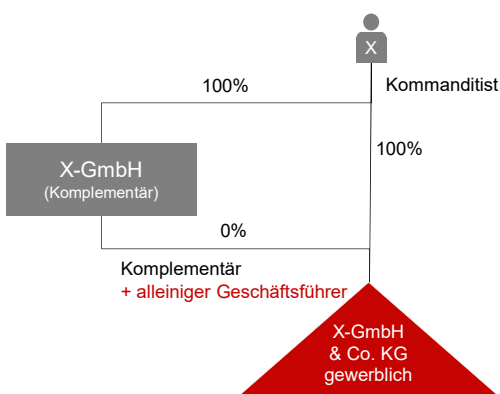 X
100%
Kommanditist
100%
X-GmbH
(Komplementär)
0%
Komplementär
+ alleiniger Geschäftsführer
X-GmbH
& Co. KG
gewerblich